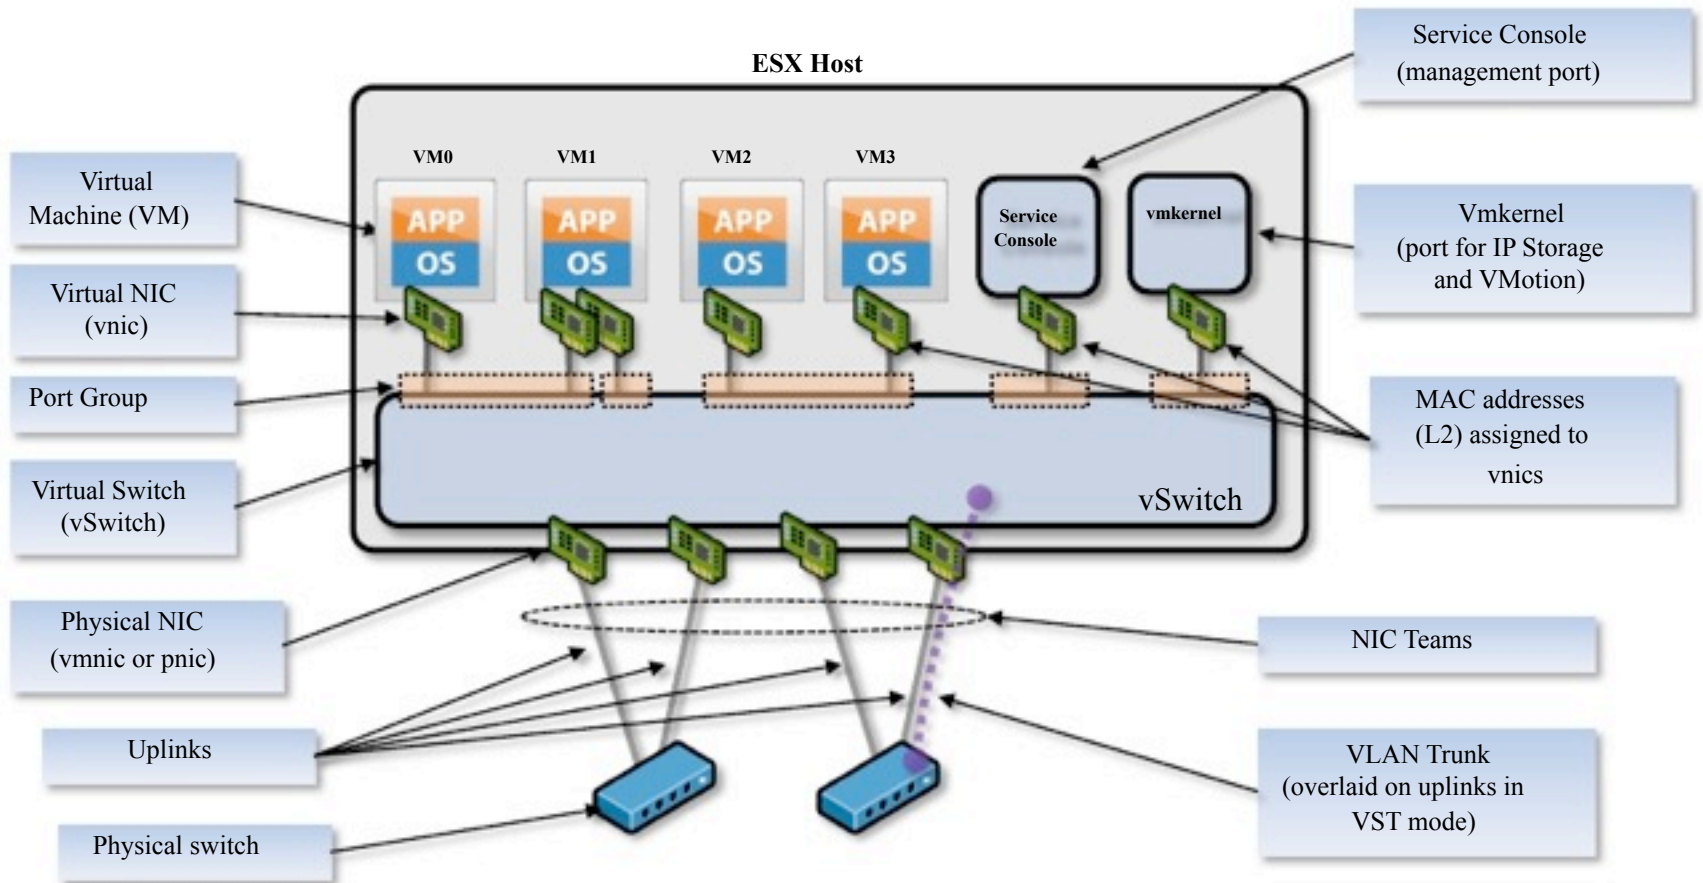 ESX Host
Service Console
(management port)
VM0
VM1
VM2
VM3
Virtual
Machine (VM)
APP
OS
APP
OS
APP
OS
APP
OS
Service
Console
vmkernel
Vmkernel
(port for IP Storage
and VMotion)
Virtual NIC
(vnic)
Port Group
MAC addresses
(L2) assigned to
vnics
Virtual Switch
(vSwitch)
vSwitch
Physical NIC
(vmnic or pnic)
NIC Teams
Uplinks
VLAN Trunk
(overlaid on uplinks in
VST mode)
Physical switch